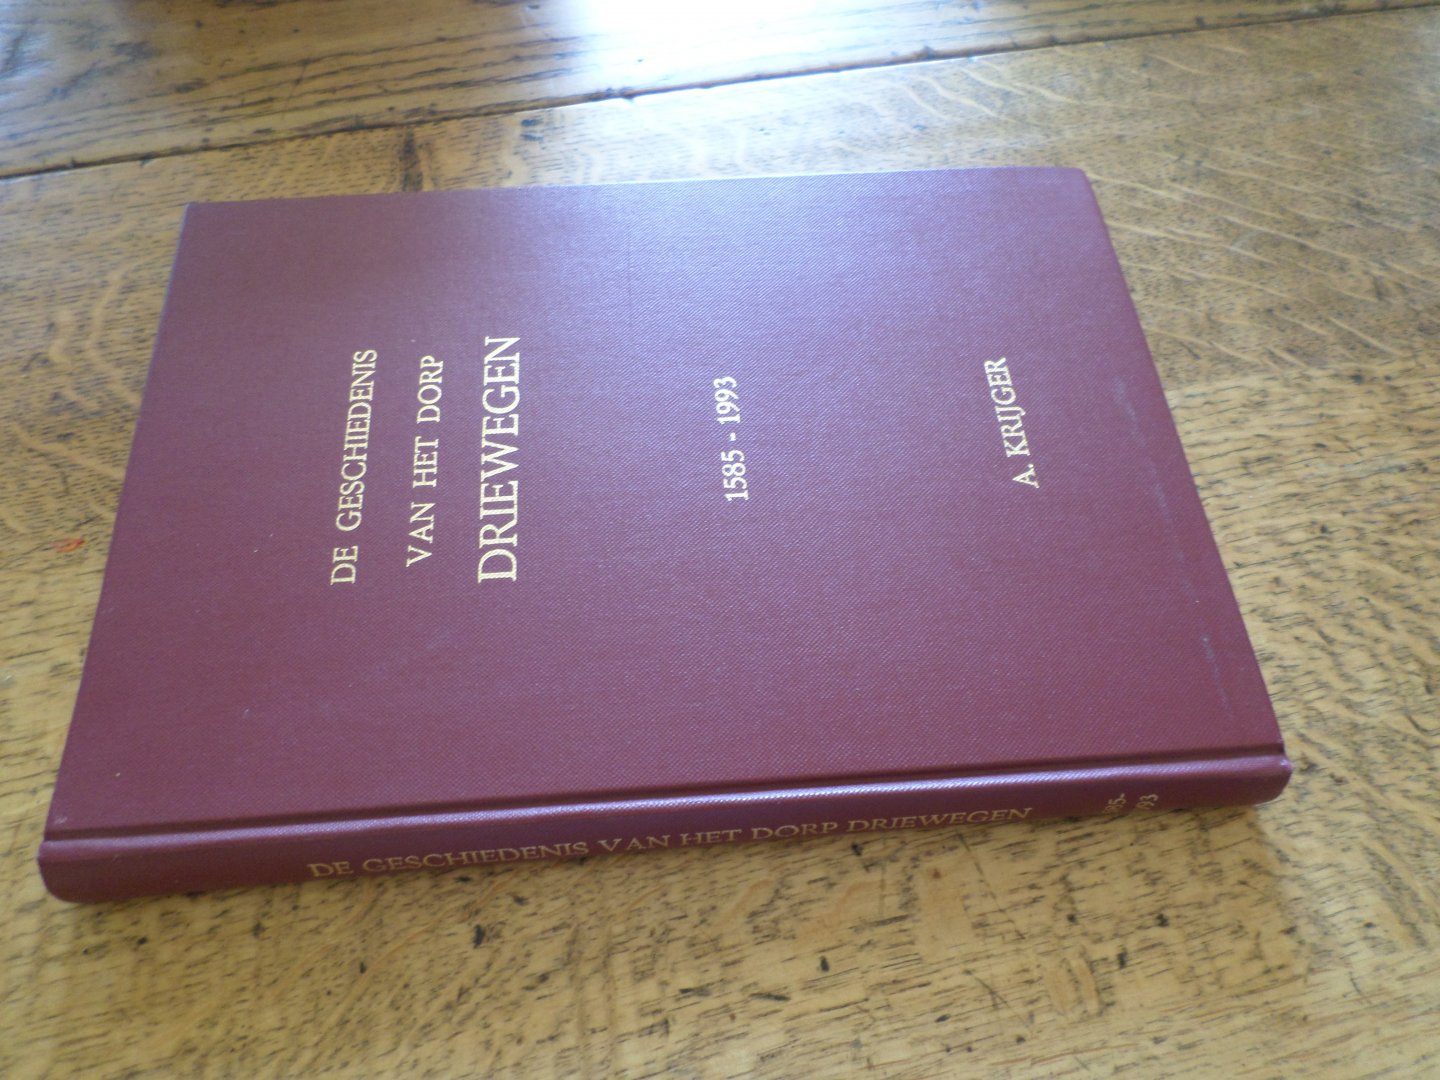 DE GESCHIEDENIS
VAN HET DORP
DRIEWEGEN
1585 - 1993
A. KRIJGER
DE GESCHIEDENIS VAN HET DORP DRIEWEGEN